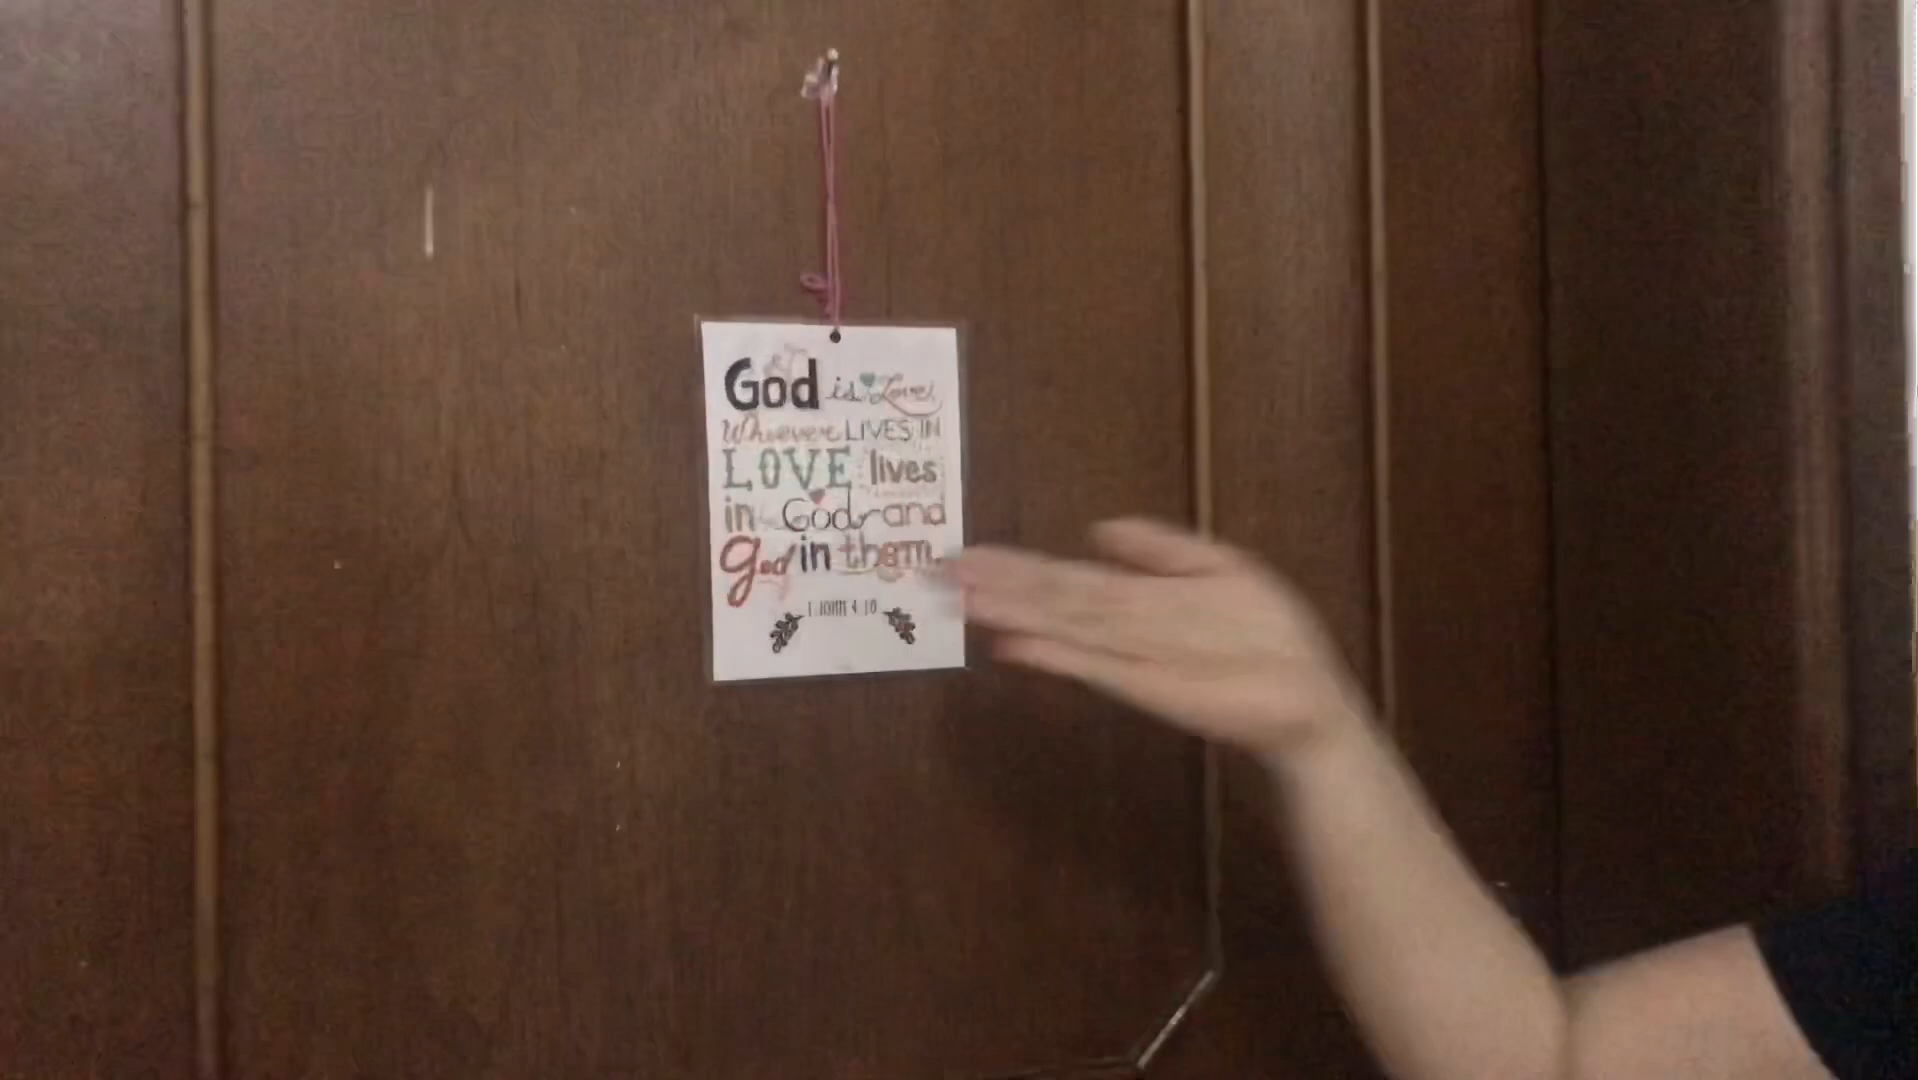 God is Love.
Whoever LIVES IN
LOVE lives
in God and
god in them.
1 JOHN 4 16